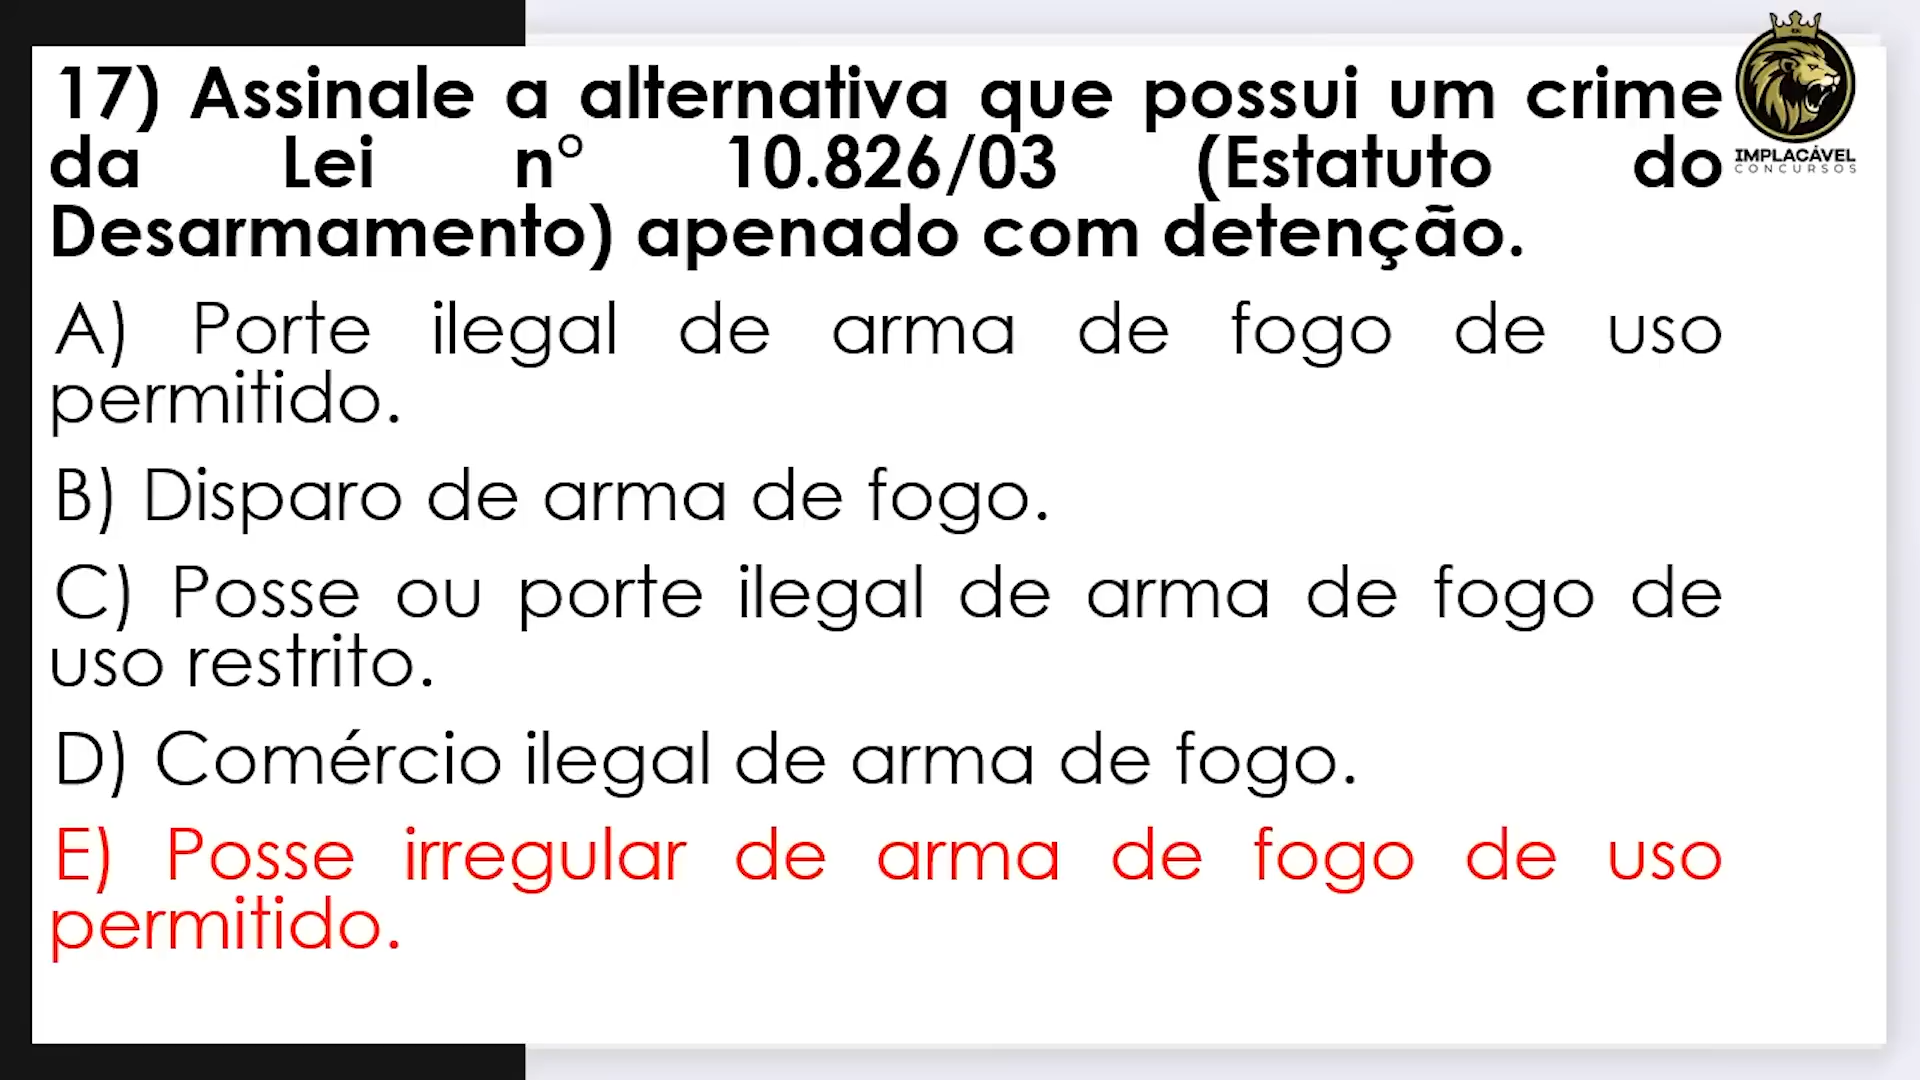 17) Assinale a alternativa que possui um crime
da Lei n° 10.826/03 (Estatuto do
Desarmamento) apenado com detenção.
IMPLACÁVEL
CONCURSOS
A) Porte ilegal de arma de fogo de uso
permitido.
B) Disparo de arma de fogo.
C) Posse ou porte ilegal de arma de fogo de
uso restrito.
D) Comércio ilegal de arma de fogo.
E) Posse irregular de arma de fogo de uso
permitido.